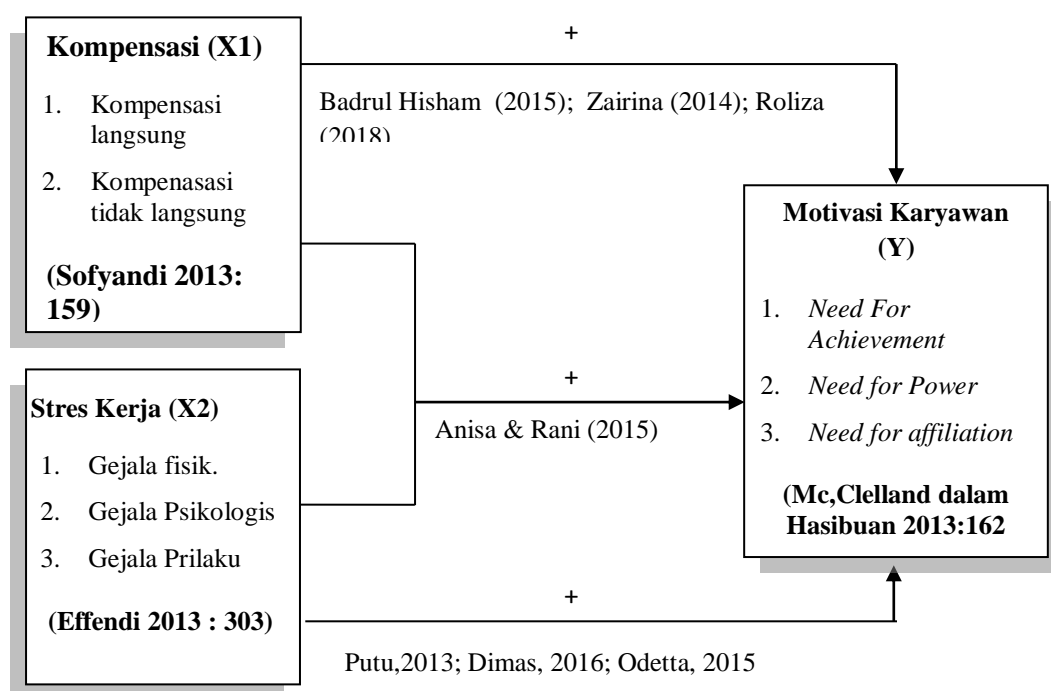 Kompensasi (X1)
1. Kompensasi
langsung
2. Kompenasasi
tidak langsung
(Sofyandi 2013:
159)
+
Badrul Hisham (2015); Zairina (2014); Roliza
(2018)
Stres Kerja (X2)
1. Gejala fisik.
2. Gejala Psikologis
3. Gejala Prilaku
(Effendi 2013 : 303)
+
Anisa & Rani (2015)
+
Putu,2013; Dimas, 2016; Odetta, 2015
Motivasi Karyawan
(Y)
1. Need For
Achievement
2. Need for Power
3. Need for affiliation
(Mc,Clelland dalam
Hasibuan 2013:162